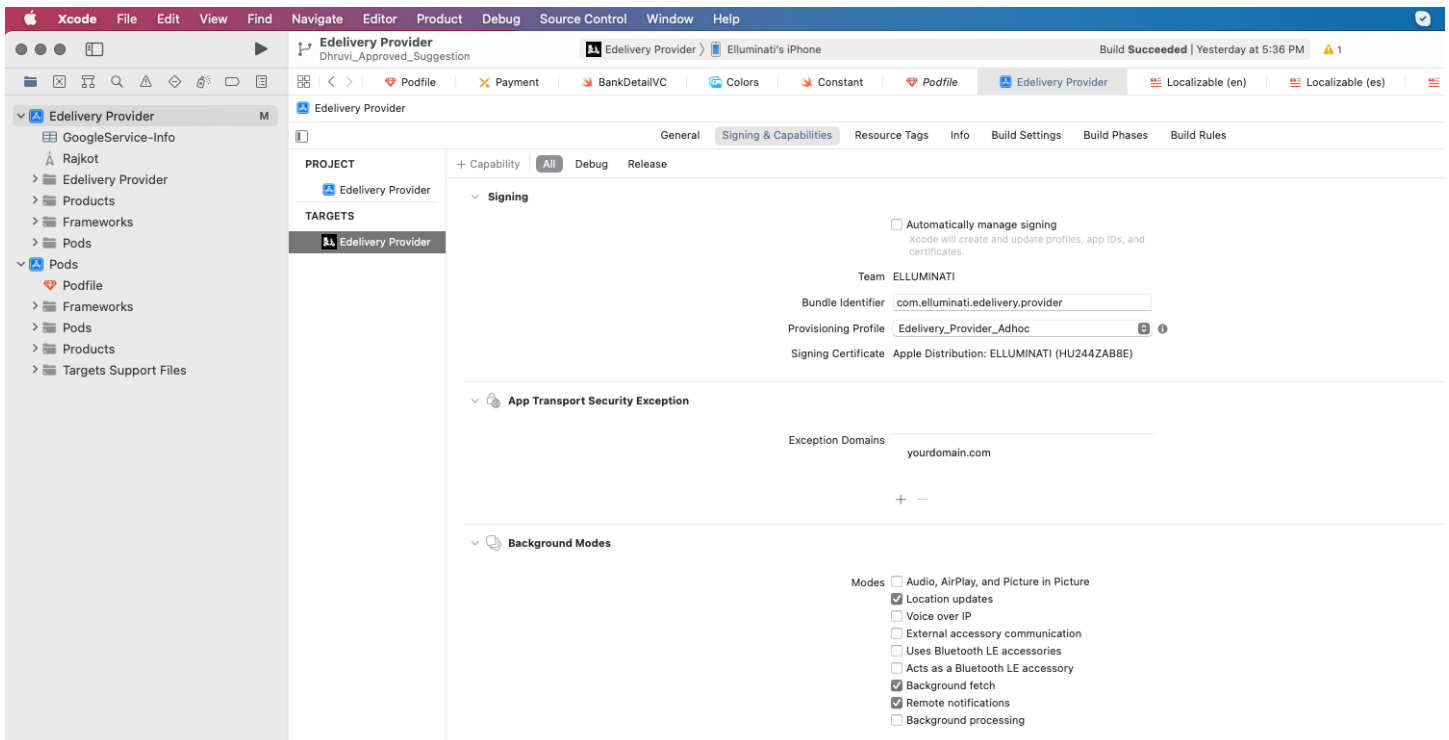 Xcode File Edit View Find Navigate Editor Product Debug Source Control Window Help
Edelivery Provider
Dhruvi_Approved_Suggestion
Edelivery Provider 〉 Elluminati's iPhone
Build Succeeded | Yesterday at 5:36 PM
1
Podfile
Payment
BankDetailVC
Colors
Constant
Podfile
Edelivery Provider
Localizable (en)
Localizable (es)
Edelivery Provider M
GoogleService-Info
Rajkot
Edelivery Provider
Products
Frameworks
Pods
Pods
Podfile
Frameworks
Pods
Products
Targets Support Files
Edelivery Provider
General Signing & Capabilities Resource Tags Info Build Settings Build Phases Build Rules
PROJECT
Edelivery Provider
TARGETS
Edelivery Provider
+ Capability All Debug Release
Signing
Automatically manage signing
Xcode will create and update profiles, app IDs, and
certificates.
Team ELLUMINATI
Bundle Identifier com.elluminati.edelivery.provider
Provisioning Profile Edelivery_Provider_Adhoc
Signing Certificate Apple Distribution: ELLUMINATI (HU244ZAB8E)
App Transport Security Exception
Exception Domains
yourdomain.com
+ −
Background Modes
Modes Audio, AirPlay, and Picture in Picture
Location updates
Voice over IP
External accessory communication
Uses Bluetooth LE accessories
Acts as a Bluetooth LE accessory
Background fetch
Remote notifications
Background processing